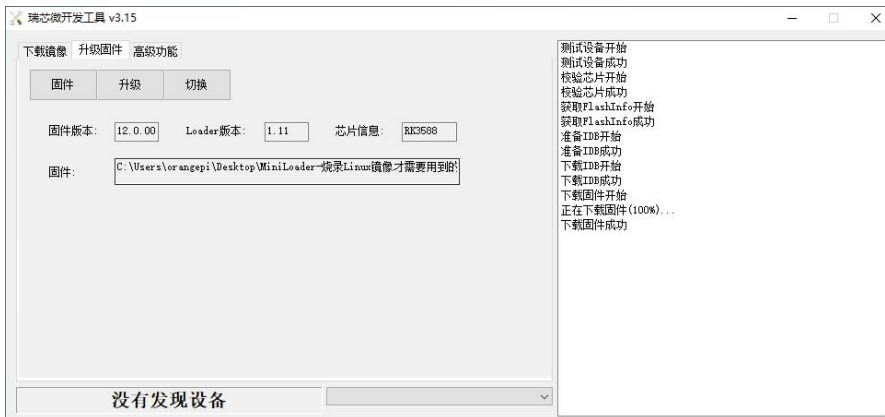 瑞芯微开发工具 v3.15
下载镜像 升级固件 高级功能
固件 升级 切换
固件版本: 12.0.00 Loader版本: 1.11 芯片信息: RK3588
固件: C:\Users\orangepi\Desktop\MiniLoader-烧录Linux镜像才需要用到的
没有发现设备
测试设备开始
测试设备成功
校验芯片开始
校验芯片成功
获取FlashInfo开始
获取FlashInfo成功
准备IDB开始
准备IDB成功
下载IDB开始
下载IDB成功
下载固件开始
正在下载固件(100%)...
下载固件成功